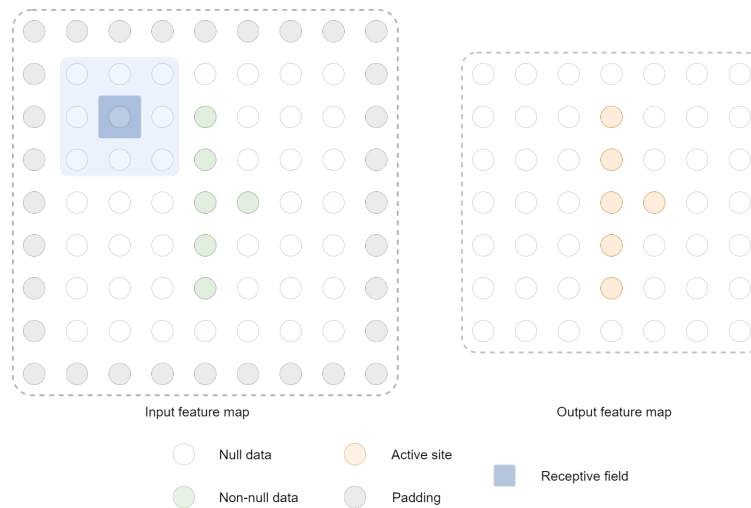 Input feature map
Output feature map
Null data
Active site
Receptive field
Non-null data
Padding